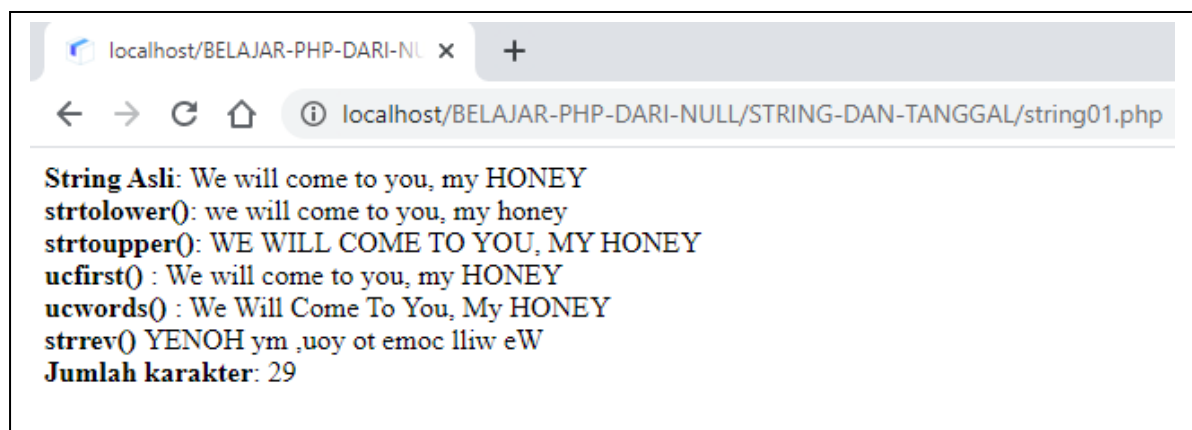 localhost/BELAJAR-PHP-DARI-NU
localhost/BELAJAR-PHP-DARI-NULL/STRING-DAN-TANGGAL/string01.php
String Asli: We will come to you, my HONEY
strtolower(): we will come to you, my honey
strtoupper(): WE WILL COME TO YOU, MY HONEY
ucfirst() : We will come to you, my HONEY
ucwords() : We Will Come To You, My HONEY
strrev() YENOH ym ,uoy ot emoc lliw eW
Jumlah karakter: 29